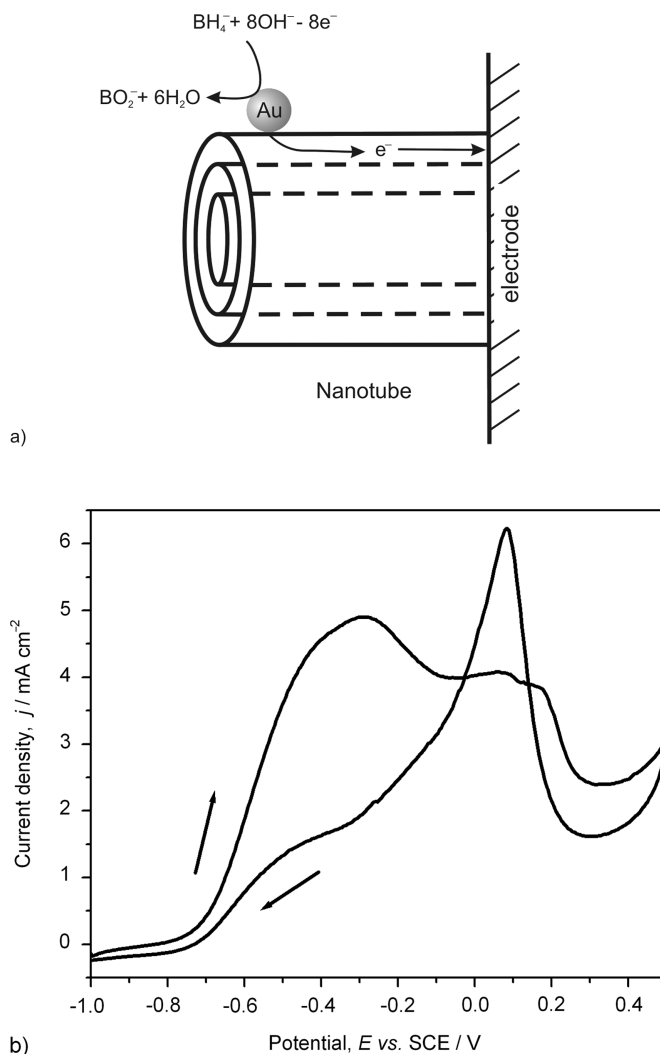 BH₄⁻ + 8OH⁻ - 8e⁻
BO₂⁻ + 6H₂O
Au
e⁻
electrode
Nanotube
a)
6
5
4
3
2
1
0
Current density, j / mA cm⁻²
-1.0 -0.8 -0.6 -0.4 -0.2 0.0 0.2 0.4
b)
Potential, E vs. SCE / V